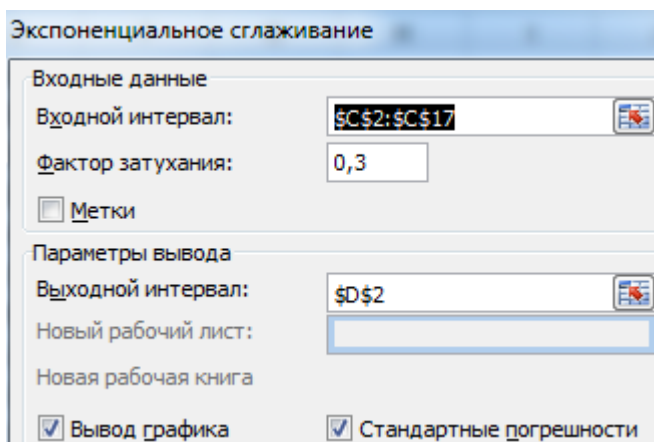 Экспоненциальное сглаживание
Входные данные
Входной интервал: $C$2:$C$17
Фактор затухания: 0,3
Метки
Параметры вывода
Выходной интервал: $D$2
Новый рабочий лист:
Новая рабочая книга
Вывод графика Стандартные погрешности